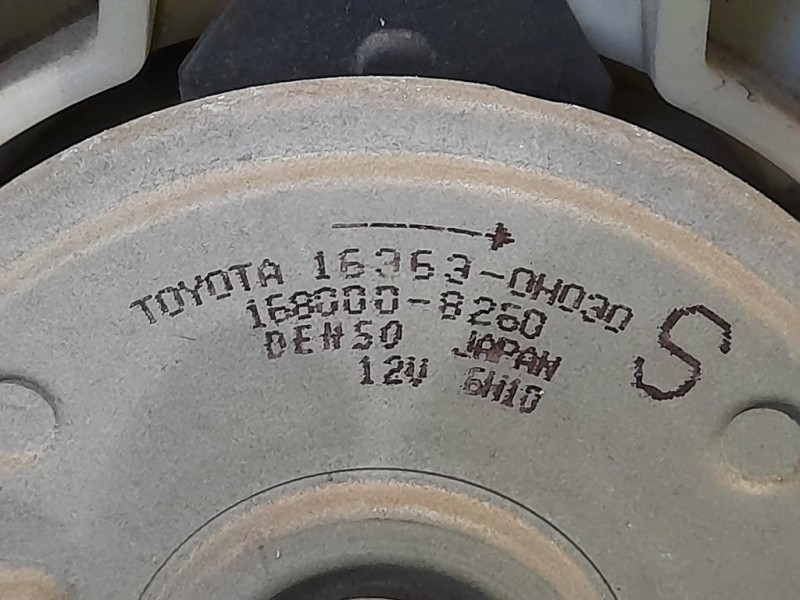 TOYOTA 16363-0H030
168000-8260
DENSO JAPAN
12V 6H10
S